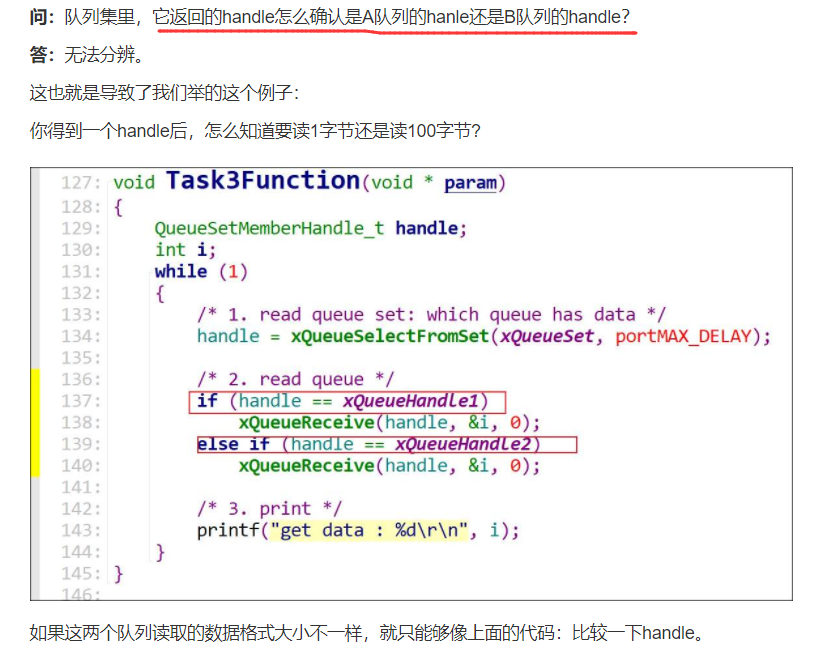 问：队列集里，它返回的handle怎么确认是A队列的hanle还是B队列的handle？
答：无法分辨。
这也就是导致了我们举的这个例子：
你得到一个handle后，怎么知道要读1字节还是读100字节？
127: void Task3Function(void * param)
128: {
129: QueueSetMemberHandle_t handle;
130: int i;
131: while (1)
132: {
133: /* 1. read queue set: which queue has data */
134: handle = xQueueSelectFromSet(xQueueSet, portMAX_DELAY);
135:
136: /* 2. read queue */
137: if (handle == xQueueHandle1)
138: xQueueReceive(handle, &i, 0);
139: else if (handle == xQueueHandle2)
140: xQueueReceive(handle, &i, 0);
141:
142: /* 3. print */
143: printf("get data : %d\r\n", i);
144: }
145: }
146:
如果这两个队列读取的数据格式大小不一样，就只能够像上面的代码：比较一下handle。